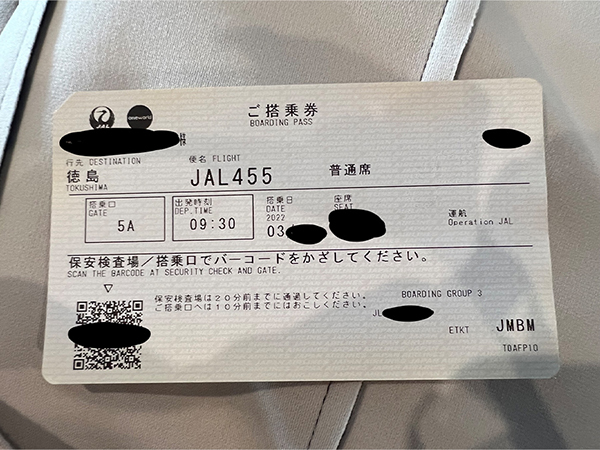 oneworld
ご搭乗券
BOARDING PASS
様
行先 DESTINATION
便名 FLIGHT
徳島
TOKUSHIMA
JAL455
普通席
搭乗口
GATE
5A
出発時刻
DEP.TIME
09:30
搭乗日
DATE
2022
03
座席
SEAT
運航
Operation JAL
保安検査場/搭乗口でバーコードをかざしてください。
SCAN THE BARCODE AT SECURITY CHECK AND GATE.
▽
保安検査場は20分前までに通過してください。
ご搭乗口へは10分前までにはおこしください。
BOARDING GROUP 3
JL
ETKT
JMBM
TOAFP10